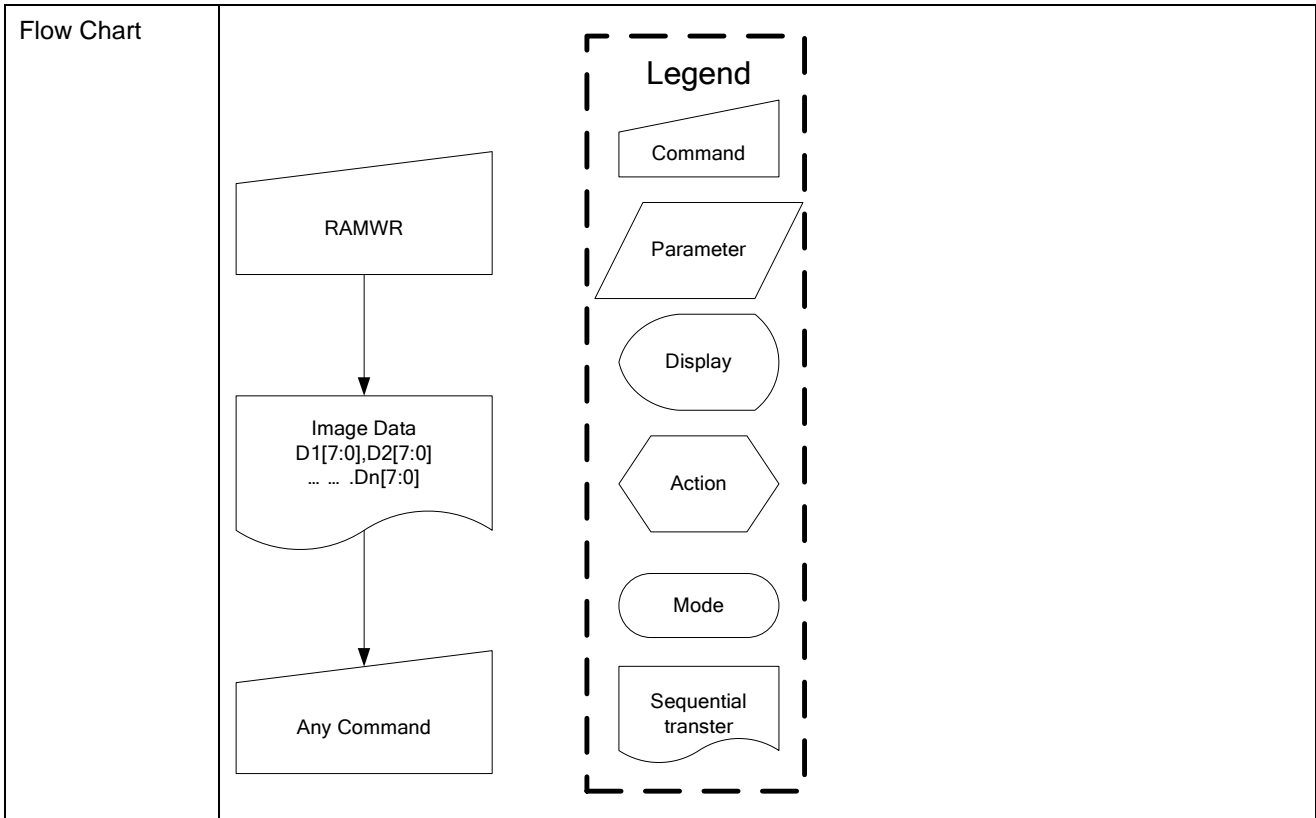 Flow Chart
RAMWR
Image Data
D1[7:0],D2[7:0]
... ... .Dn[7:0]
Any Command
Legend
Command
Parameter
Display
Action
Mode
Sequential
transter